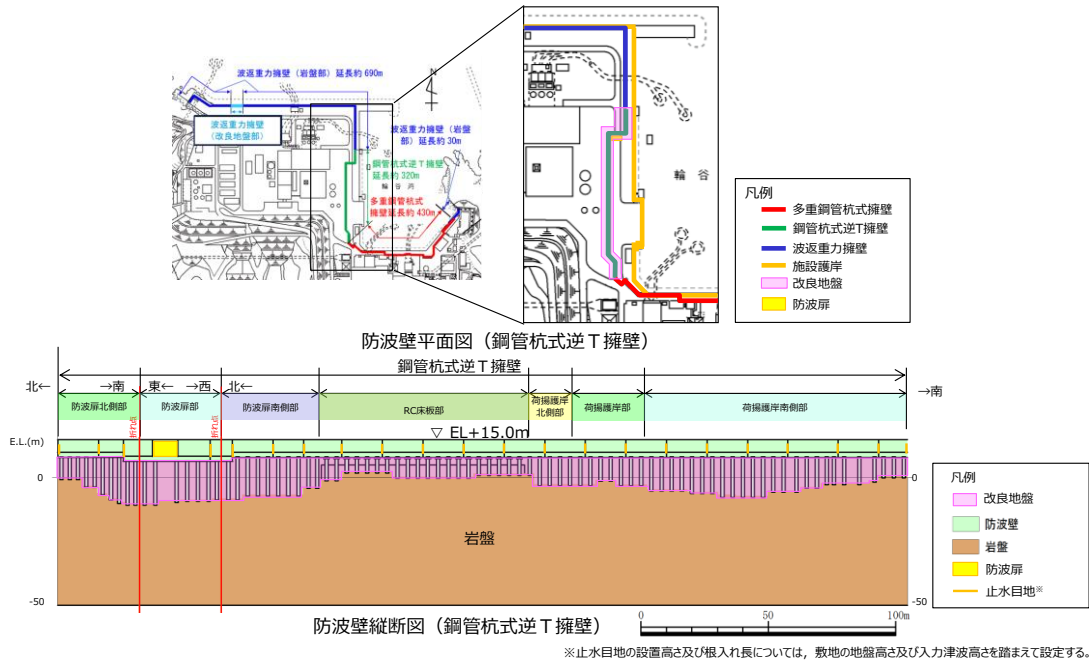 波返重力擁壁（岩盤部）延長約690m
N
波返重力擁壁
（改良地盤部）
波返重力擁壁（岩盤
部）延長約30m
鋼管杭式逆T擁壁
延長約320m
輪谷湾
多重鋼管杭式
擁壁延長約430m
輪 谷
凡例
多重鋼管杭式擁壁
鋼管杭式逆T擁壁
波返重力擁壁
施設護岸
改良地盤
防波扉
防波壁平面図（鋼管杭式逆T擁壁）
鋼管杭式逆T擁壁
北← →南 東← →西 北← →南
防波扉北側部 防波扉部 防波扉南側部 RC床板部 荷揚護岸北側部 荷揚護岸部 荷揚護岸南側部
折れ点 折れ点
▽ EL+15.0m
E.L.(m)
0 0
岩盤
-50 -50
凡例
改良地盤
防波壁
岩盤
防波扉
止水目地※
防波壁縦断図（鋼管杭式逆T擁壁）
0 50 100m
※止水目地の設置高さ及び根入れ長については，敷地の地盤高さ及び入力津波高さを踏まえて設定する。